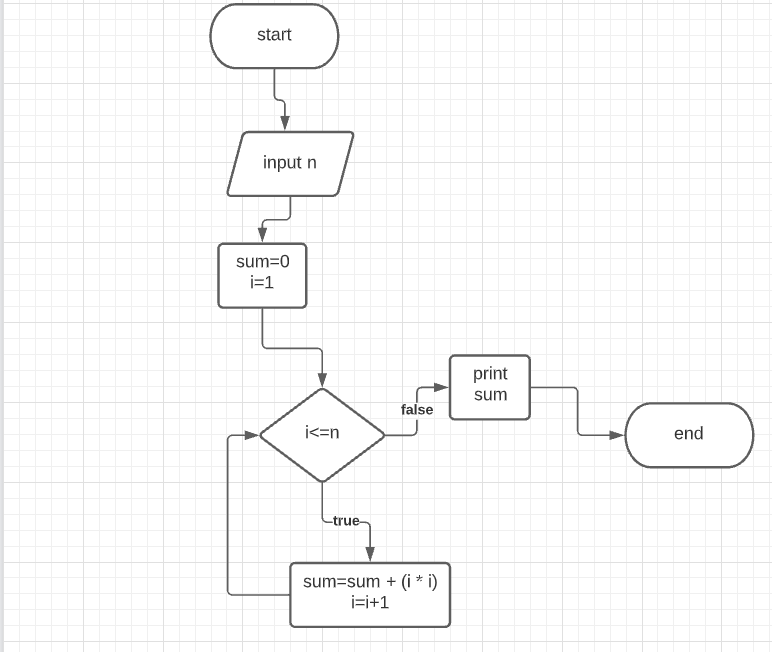 start
input n
sum=0
i=1
i<=n
false
print
sum
end
true
sum=sum + (i * i)
i=i+1